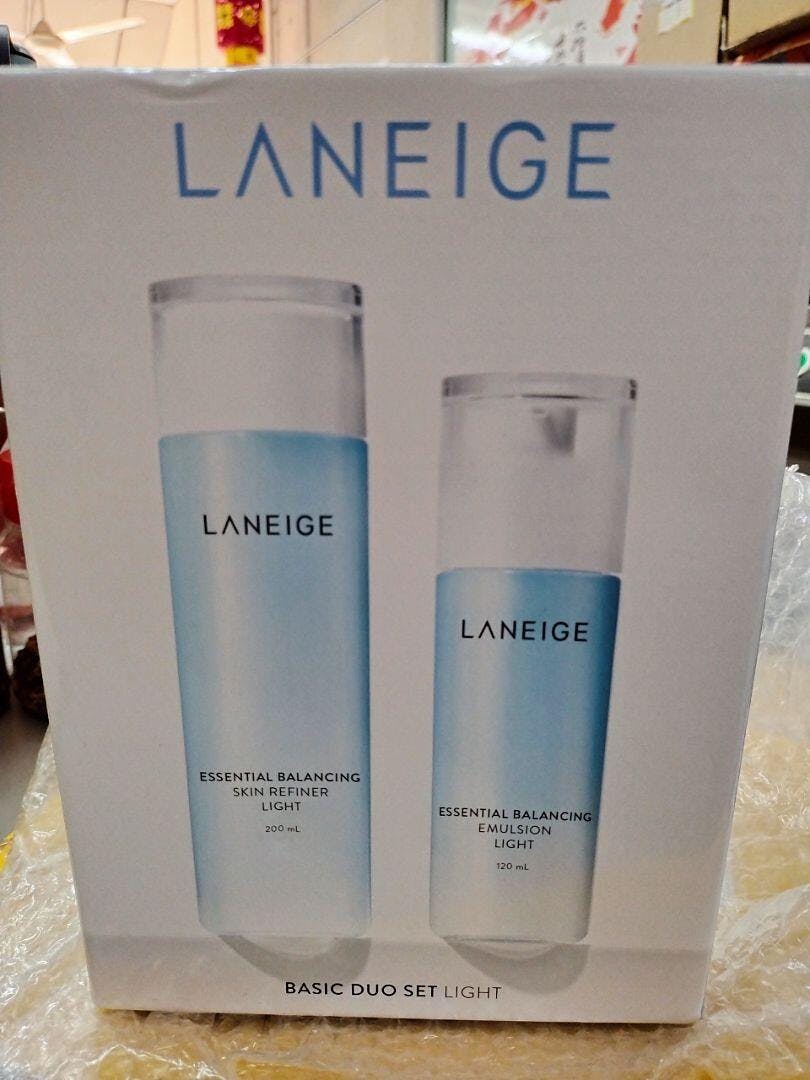 LANEIGE
LANEIGE
ESSENTIAL BALANCING
SKIN REFINER
LIGHT
200 mL
LANEIGE
ESSENTIAL BALANCING
EMULSION
LIGHT
120 mL
BASIC DUO SET LIGHT